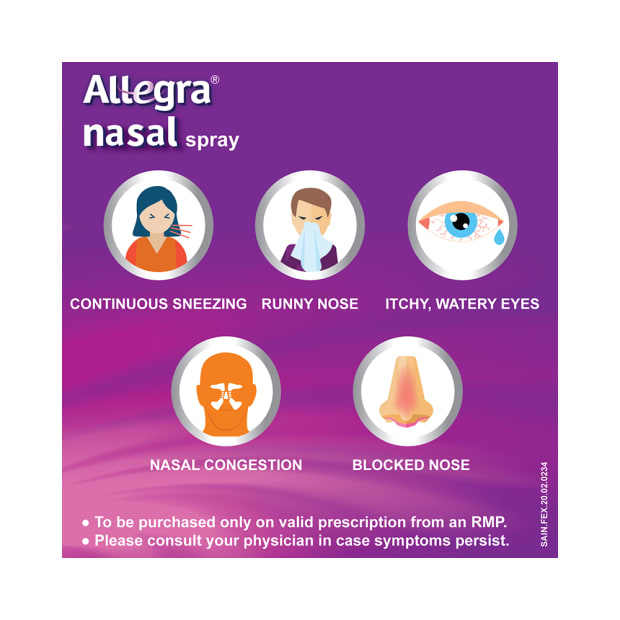 Allegra®
nasal spray
CONTINUOUS SNEEZING
RUNNY NOSE
ITCHY, WATERY EYES
NASAL CONGESTION
BLOCKED NOSE
● To be purchased only on valid prescription from an RMP.
● Please consult your physician in case symptoms persist.
SAIN.FEX.20.02.0234